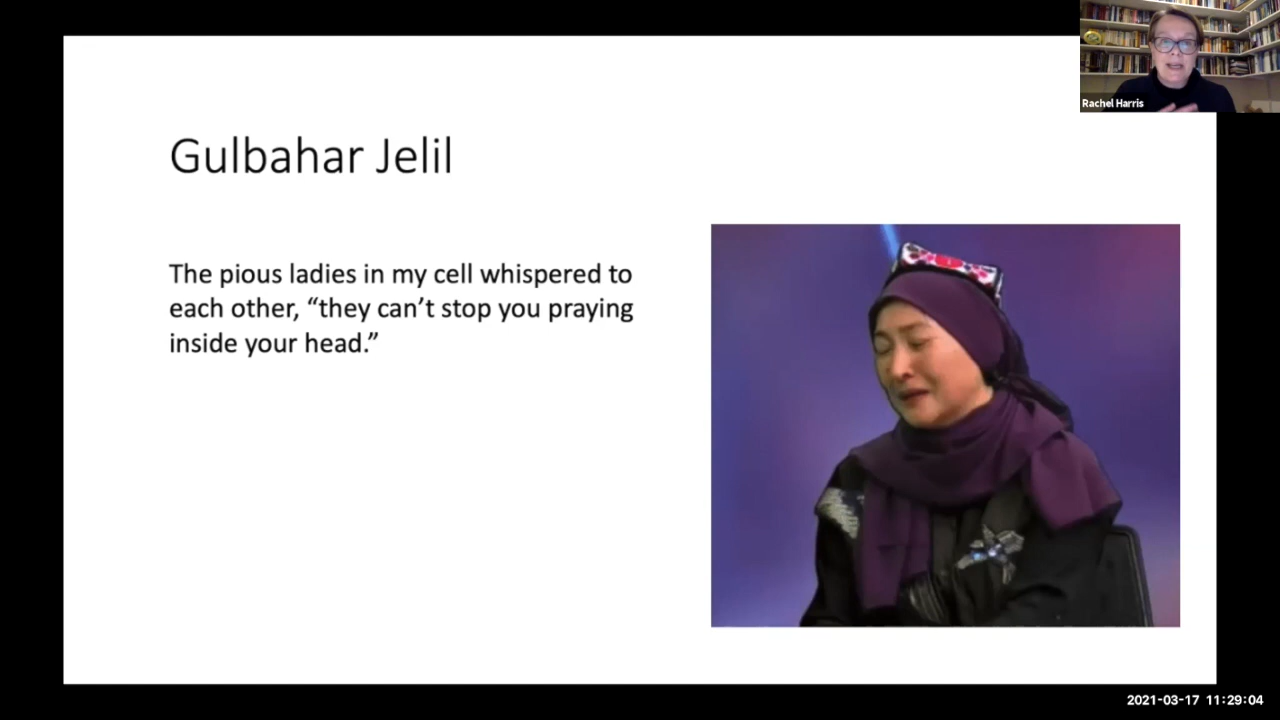 Rachel Harris
Gulbahar Jelil
The pious ladies in my cell whispered to
each other, “they can’t stop you praying
inside your head.”
2021-03-17 11:29:04